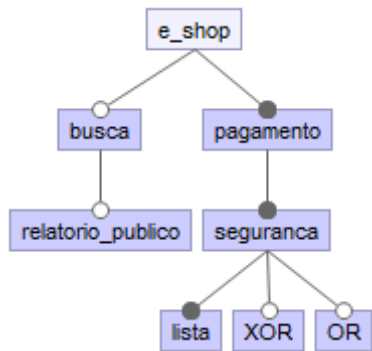 e_shop
busca
pagamento
relatorio_publico
seguranca
lista
XOR
OR